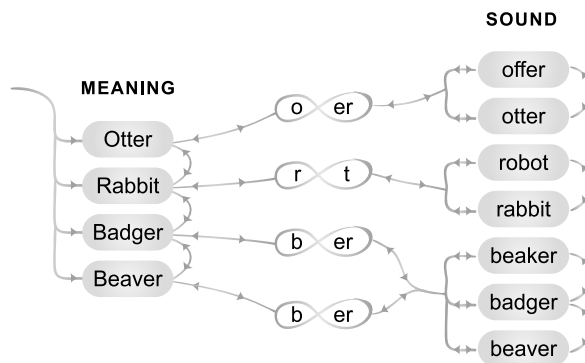 SOUND
MEANING
offer
otter
robot
rabbit
beaker
badger
beaver
Otter
Rabbit
Badger
Beaver
o er
r t
b er
b er